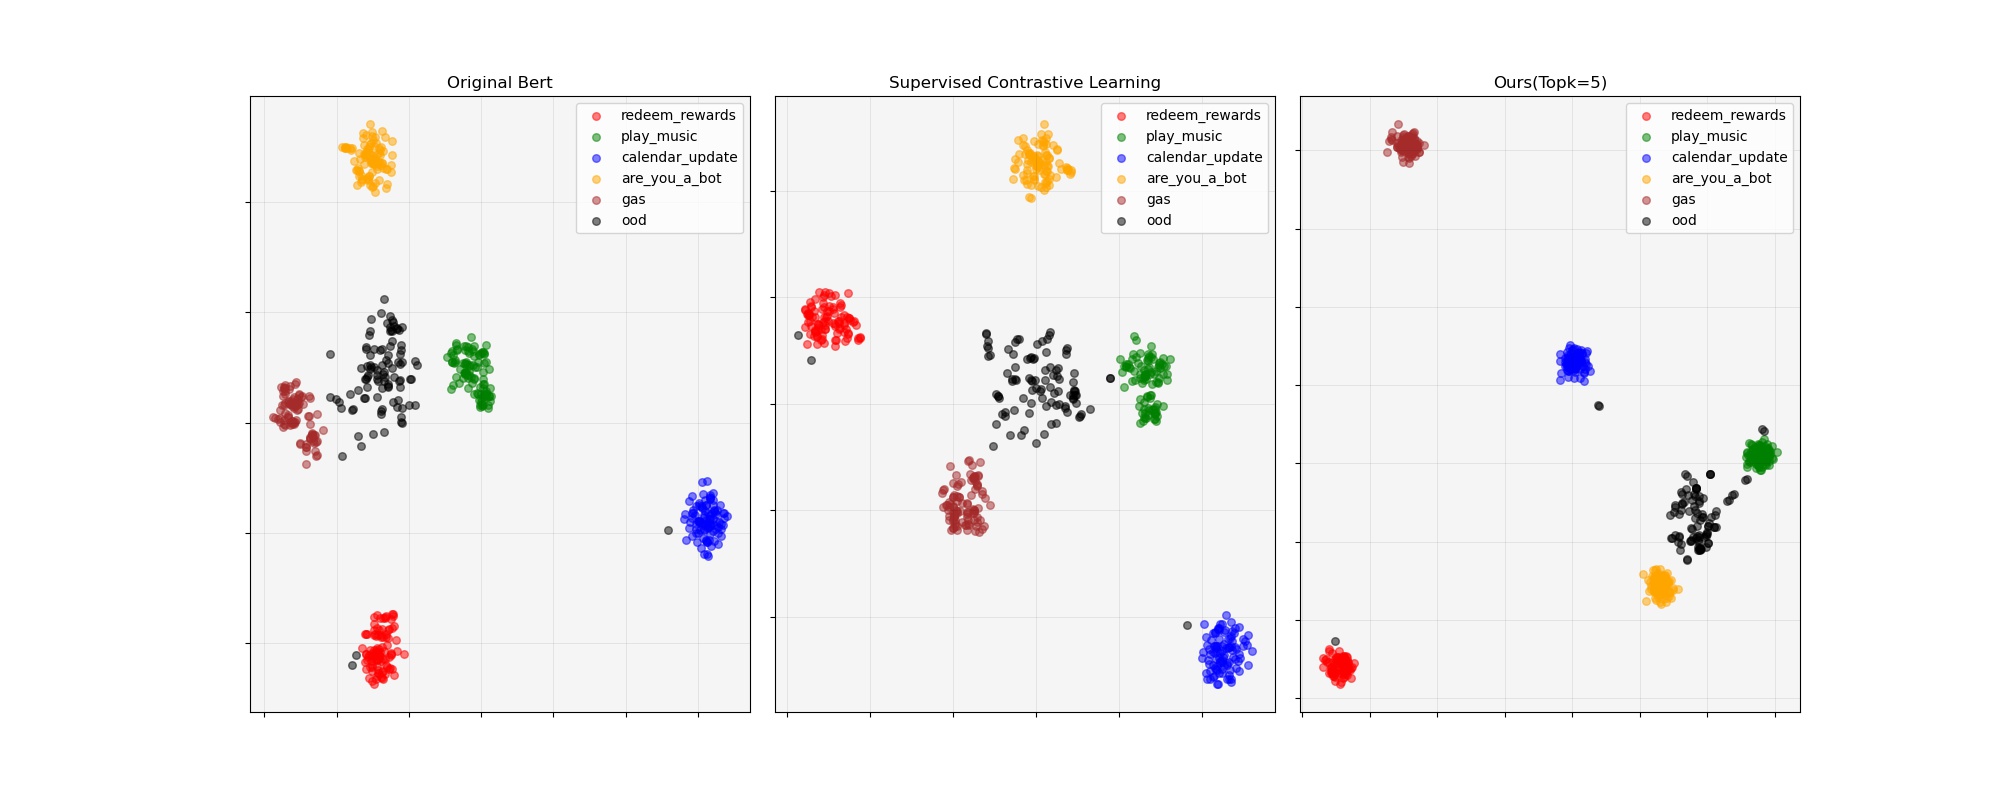 Original Bert
redeem_rewards
play_music
calendar_update
are_you_a_bot
gas
ood
Supervised Contrastive Learning
redeem_rewards
play_music
calendar_update
are_you_a_bot
gas
ood
Ours(Topk=5)
redeem_rewards
play_music
calendar_update
are_you_a_bot
gas
ood